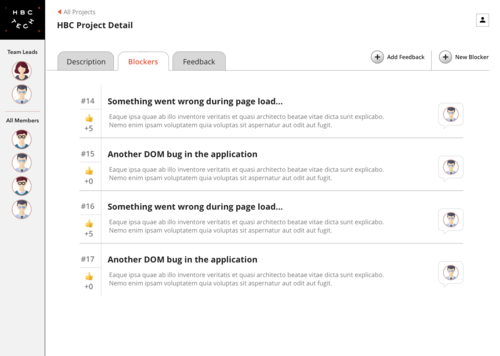 HBC
TECH
All Projects
HBC Project Detail
Team Leads
All Members
Description
Blockers
Feedback
Add Feedback
New Blocker
#14
Something went wrong during page load...
Eaque ipsa quae ab illo inventore veritatis et quasi architecto beatae vitae dicta sunt explicabo.
Nemo enim ipsam voluptatem quia voluptas sit aspernatur aut odit aut fugit.
+5
#15
Another DOM bug in the application
Eaque ipsa quae ab illo inventore veritatis et quasi architecto beatae vitae dicta sunt explicabo.
Nemo enim ipsam voluptatem quia voluptas sit aspernatur aut odit aut fugit.
+0
#16
Something went wrong during page load...
Eaque ipsa quae ab illo inventore veritatis et quasi architecto beatae vitae dicta sunt explicabo.
Nemo enim ipsam voluptatem quia voluptas sit aspernatur aut odit aut fugit.
+5
#17
Another DOM bug in the application
Eaque ipsa quae ab illo inventore veritatis et quasi architecto beatae vitae dicta sunt explicabo.
Nemo enim ipsam voluptatem quia voluptas sit aspernatur aut odit aut fugit.
+0